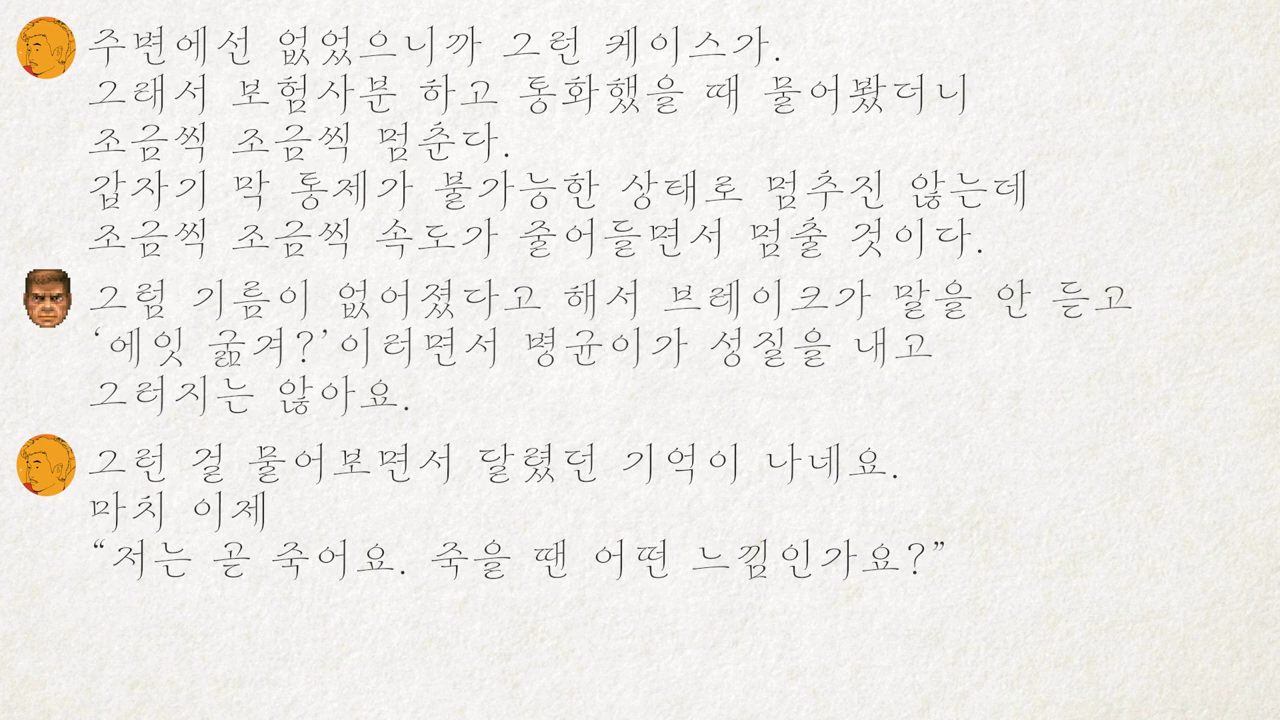 주변에선 없었으니까 그런 케이스가.
그래서 보험사분 하고 통화했을 때 물어봤더니
조금씩 조금씩 멈춘다.
갑자기 막 통제가 불가능한 상태로 멈추진 않는데
조금씩 조금씩 속도가 줄어들면서 멈출 것이다.
그럼 기름이 없어졌다고 해서 브레이크가 말을 안 듣고
‘에잇 굶겨?’ 이러면서 병균이가 성질을 내고
그러지는 않아요.
그런 걸 물어보면서 달렸던 기억이 나네요.
마치 이제
“저는 곧 죽어요. 죽을 땐 어떤 느낌인가요?”